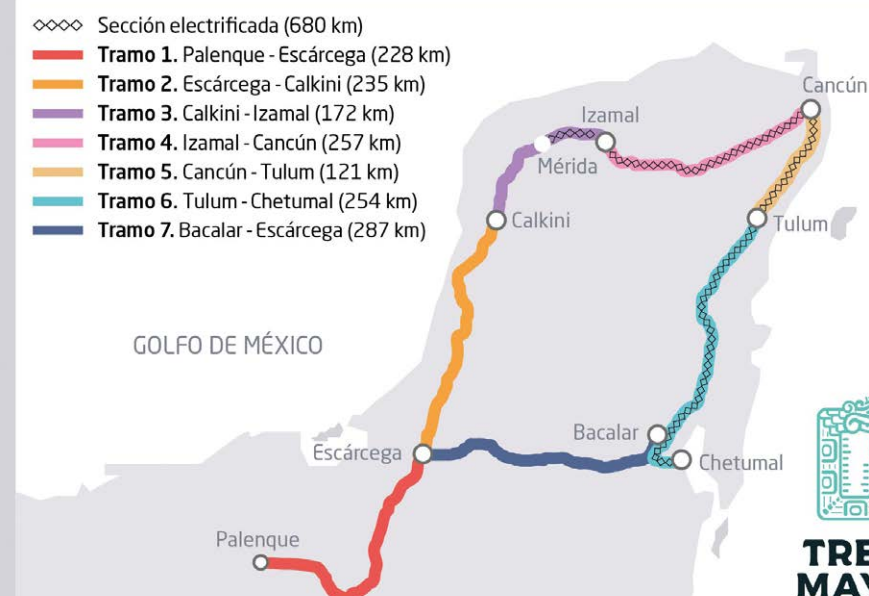 Sección electrificada (680 km)
Tramo 1. Palenque - Escárcega (228 km)
Tramo 2. Escárcega - Calkini (235 km)
Tramo 3. Calkini - Izamal (172 km)
Tramo 4. Izamal - Cancún (257 km)
Tramo 5. Cancún - Tulum (121 km)
Tramo 6. Tulum - Chetumal (254 km)
Tramo 7. Bacalar - Escárcega (287 km)
Cancún
Izamal
Mérida
Calkini
Tulum
GOLFO DE MÉXICO
Bacalar
Escárcega
Chetumal
Palenque